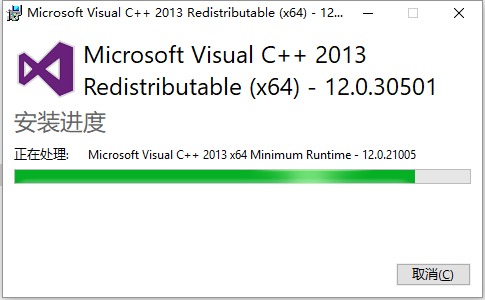 Microsoft Visual C++ 2013 Redistributable (x64) - 12...
Microsoft Visual C++ 2013
Redistributable (x64) - 12.0.30501
安装进度
正在处理: Microsoft Visual C++ 2013 x64 Minimum Runtime - 12.0.21005
取消(C)